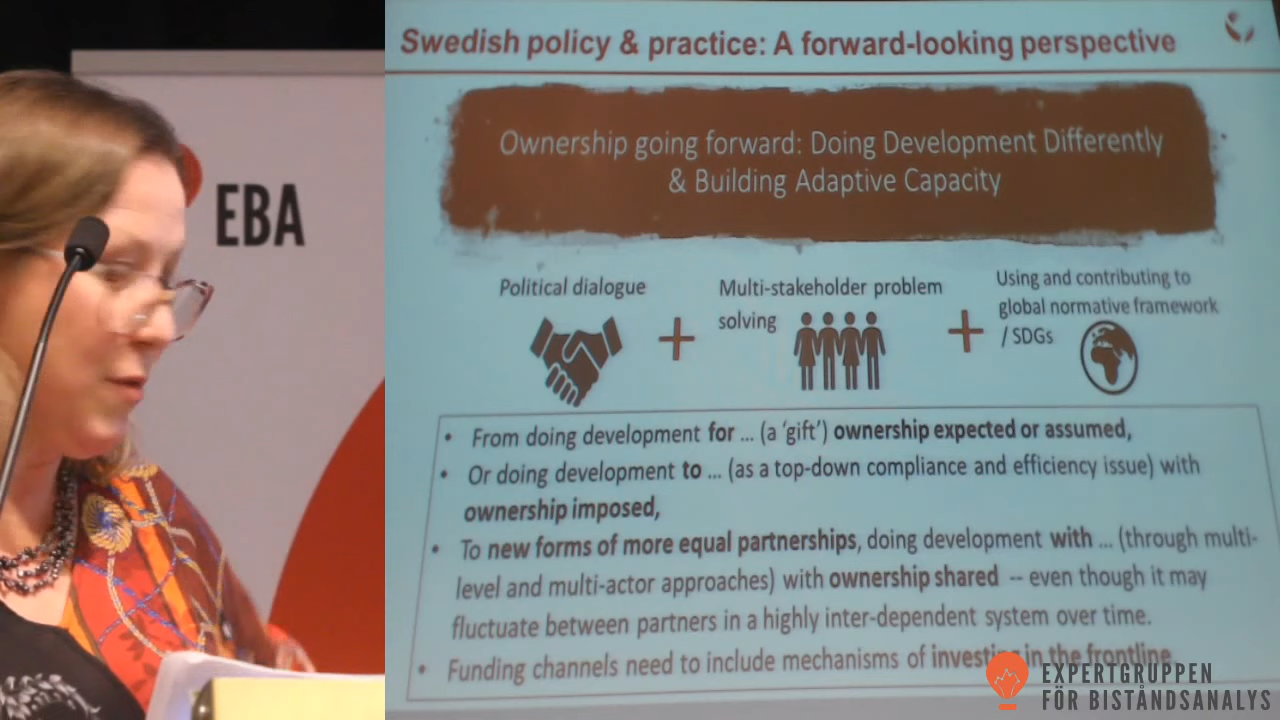 EBA
Swedish policy & practice: A forward-looking perspective
Ownership going forward: Doing Development Differently
& Building Adaptive Capacity
Political dialogue
Multi-stakeholder problem
solving
Using and contributing to
global normative framework
/ SDGs
• From doing development for ... (a ‘gift’) ownership expected or assumed,
• Or doing development to ... (as a top-down compliance and efficiency issue) with
ownership imposed,
• To new forms of more equal partnerships, doing development with ... (through multi-
level and multi-actor approaches) with ownership shared -- even though it may
fluctuate between partners in a highly inter-dependent system over time.
• Funding channels need to include mechanisms of investing in the frontline
EXPERTGRUPPEN
FÖR BISTÅNDSANALYS